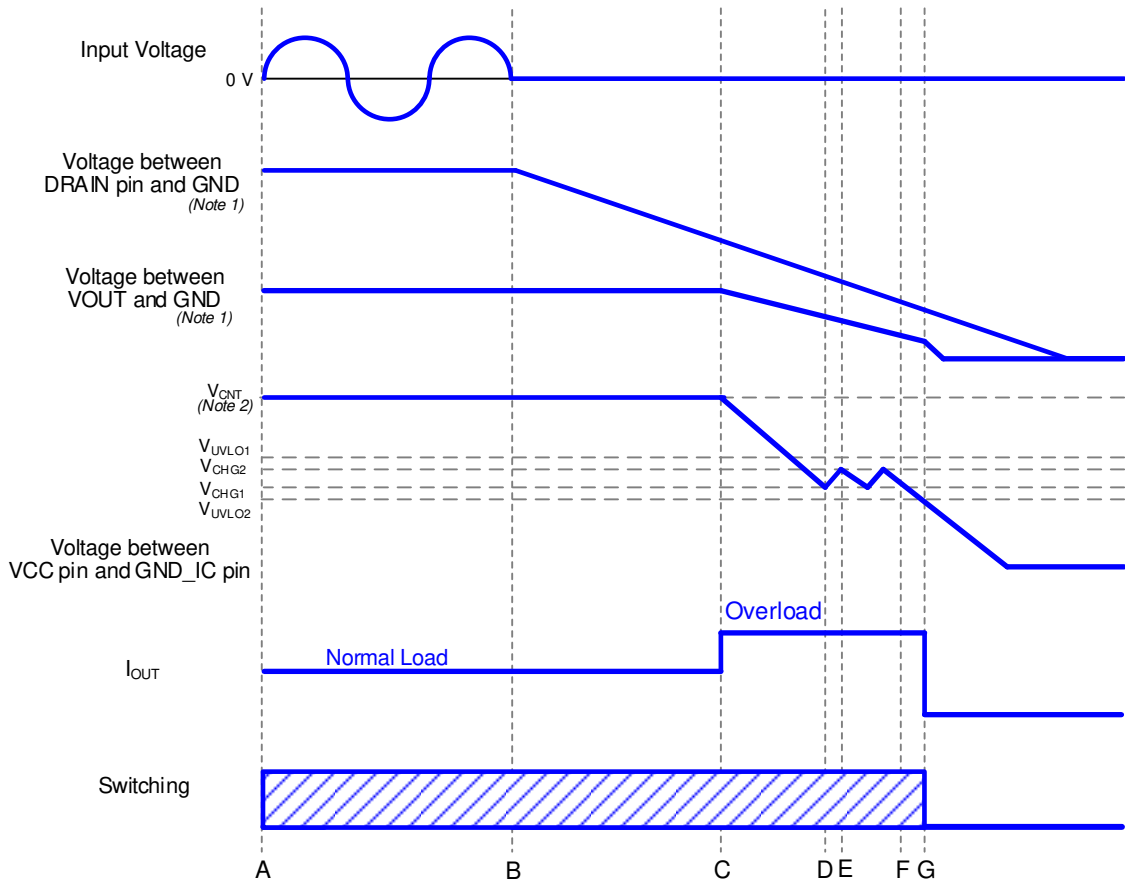 Input Voltage
0 V
Voltage between
DRAIN pin and GND
(Note 1)
Voltage between
VOUT and GND
(Note 1)
VCNT
(Note 2)
VUVLO1
VCHG2
VCHG1
VUVLO2
Voltage between
VCC pin and GND_IC pin
Overload
Normal Load
IOUT
Switching
A B C D E F G